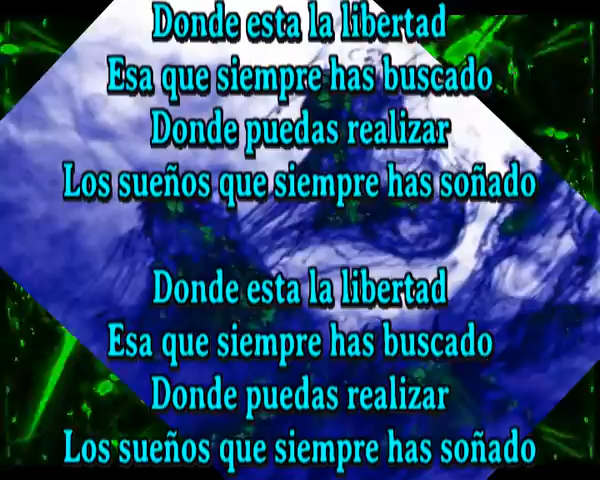 Donde esta la libertad
Esa que siempre has buscado
Donde puedas realizar
Los sueños que siempre has soñado
Donde esta la libertad
Esa que siempre has buscado
Donde puedas realizar
Los sueños que siempre has soñado